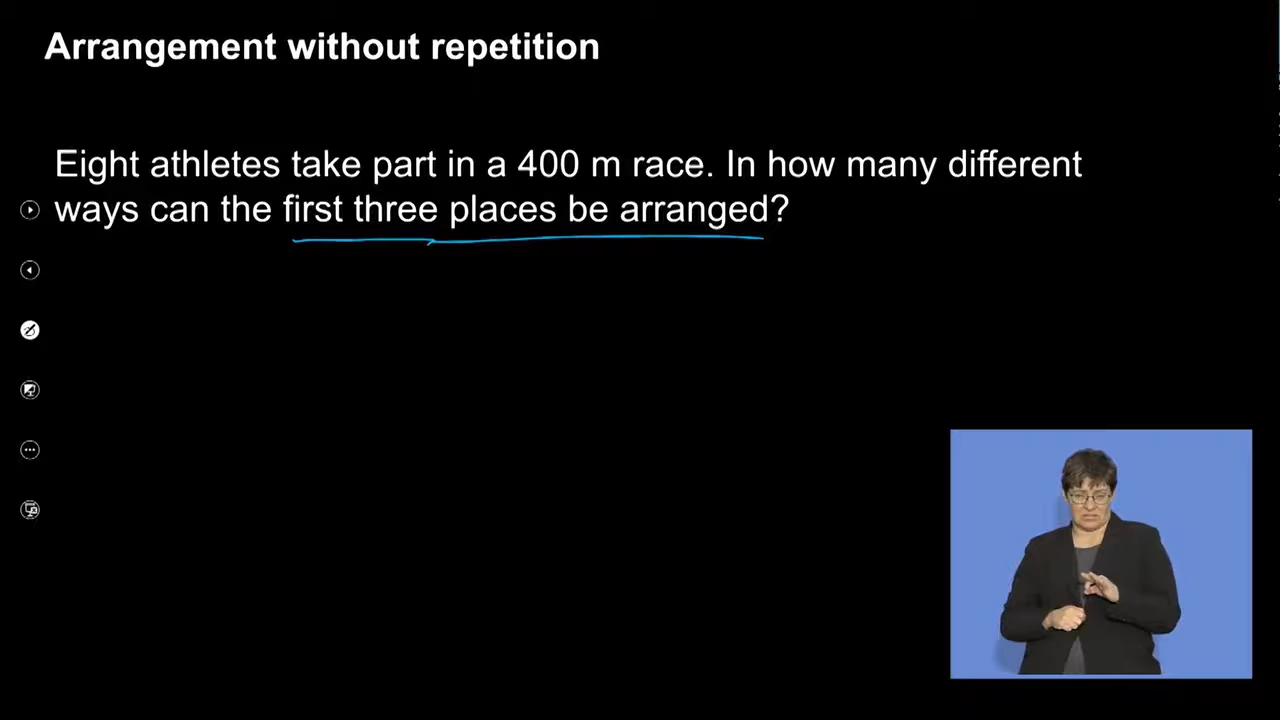 Arrangement without repetition
Eight athletes take part in a 400 m race. In how many different
ways can the first three places be arranged?